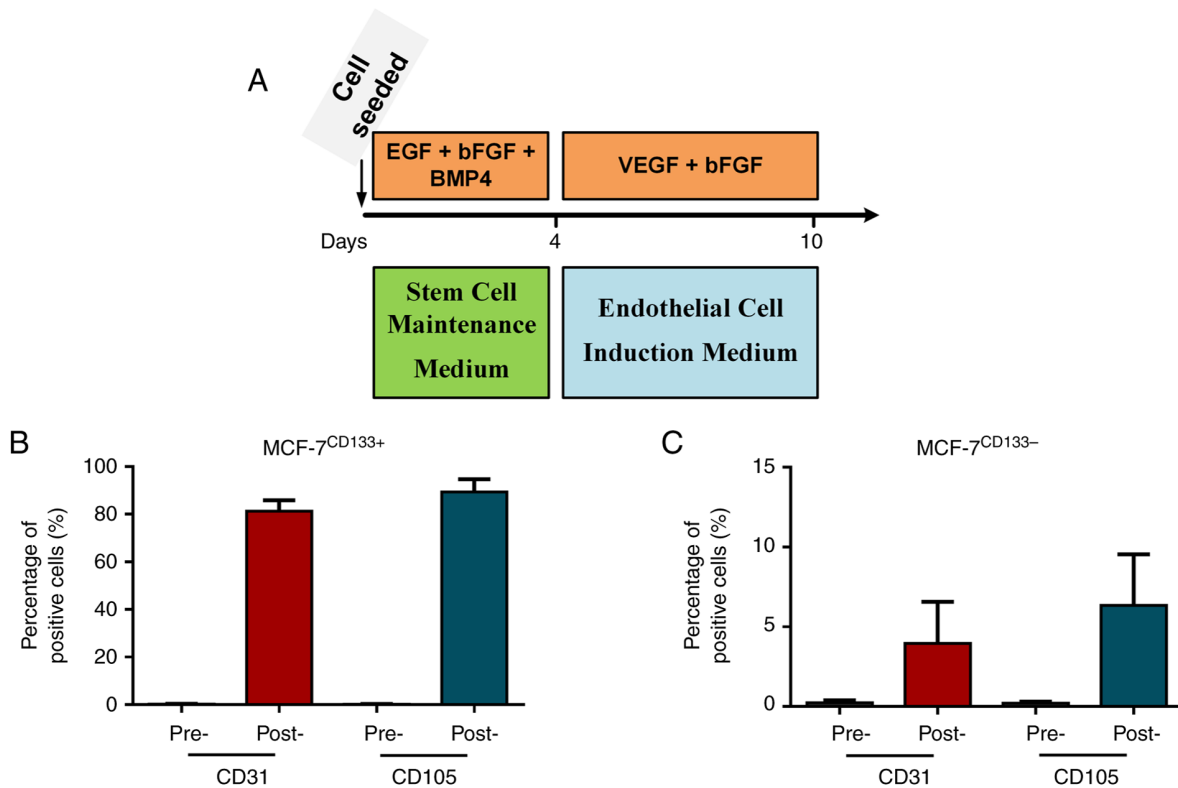 A
Cell
seeded
EGF + bFGF +
BMP4
VEGF + bFGF
Days
4
10
Stem Cell
Maintenance
Medium
Endothelial Cell
Induction Medium
B
MCF-7CD133+
Percentage of
positive cells (%)
100
80
60
40
20
0
Pre-
Post-
Pre-
Post-
CD31
CD105
C
MCF-7CD133–
Percentage of
positive cells (%)
15
10
5
0
Pre-
Post-
Pre-
Post-
CD31
CD105